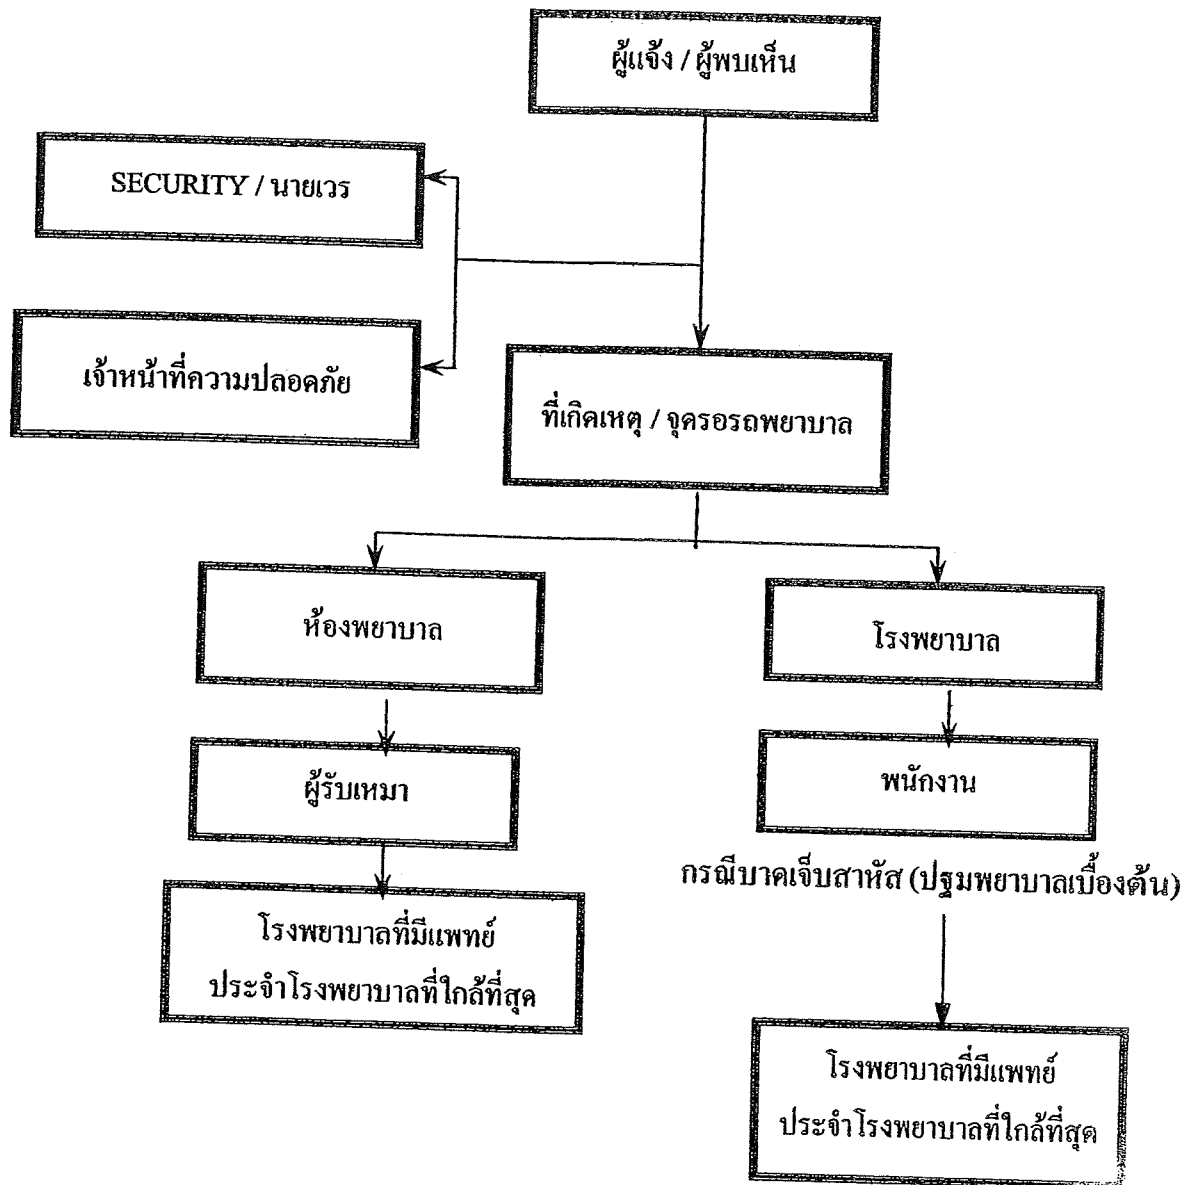 ผู้แจ้ง / ผู้พบเห็น
SECURITY / นายเวร
เจ้าหน้าที่ความปลอดภัย
ที่เกิดเหตุ / จุดรอรถพยาบาล
ห้องพยาบาล
โรงพยาบาล
ผู้รับเหมา
พนักงาน
กรณีบาดเจ็บสาหัส (ปฐมพยาบาลเบื้องต้น)
โรงพยาบาลที่มีแพทย์
ประจำโรงพยาบาลที่ใกล้ที่สุด
โรงพยาบาลที่มีแพทย์
ประจำโรงพยาบาลที่ใกล้ที่สุด